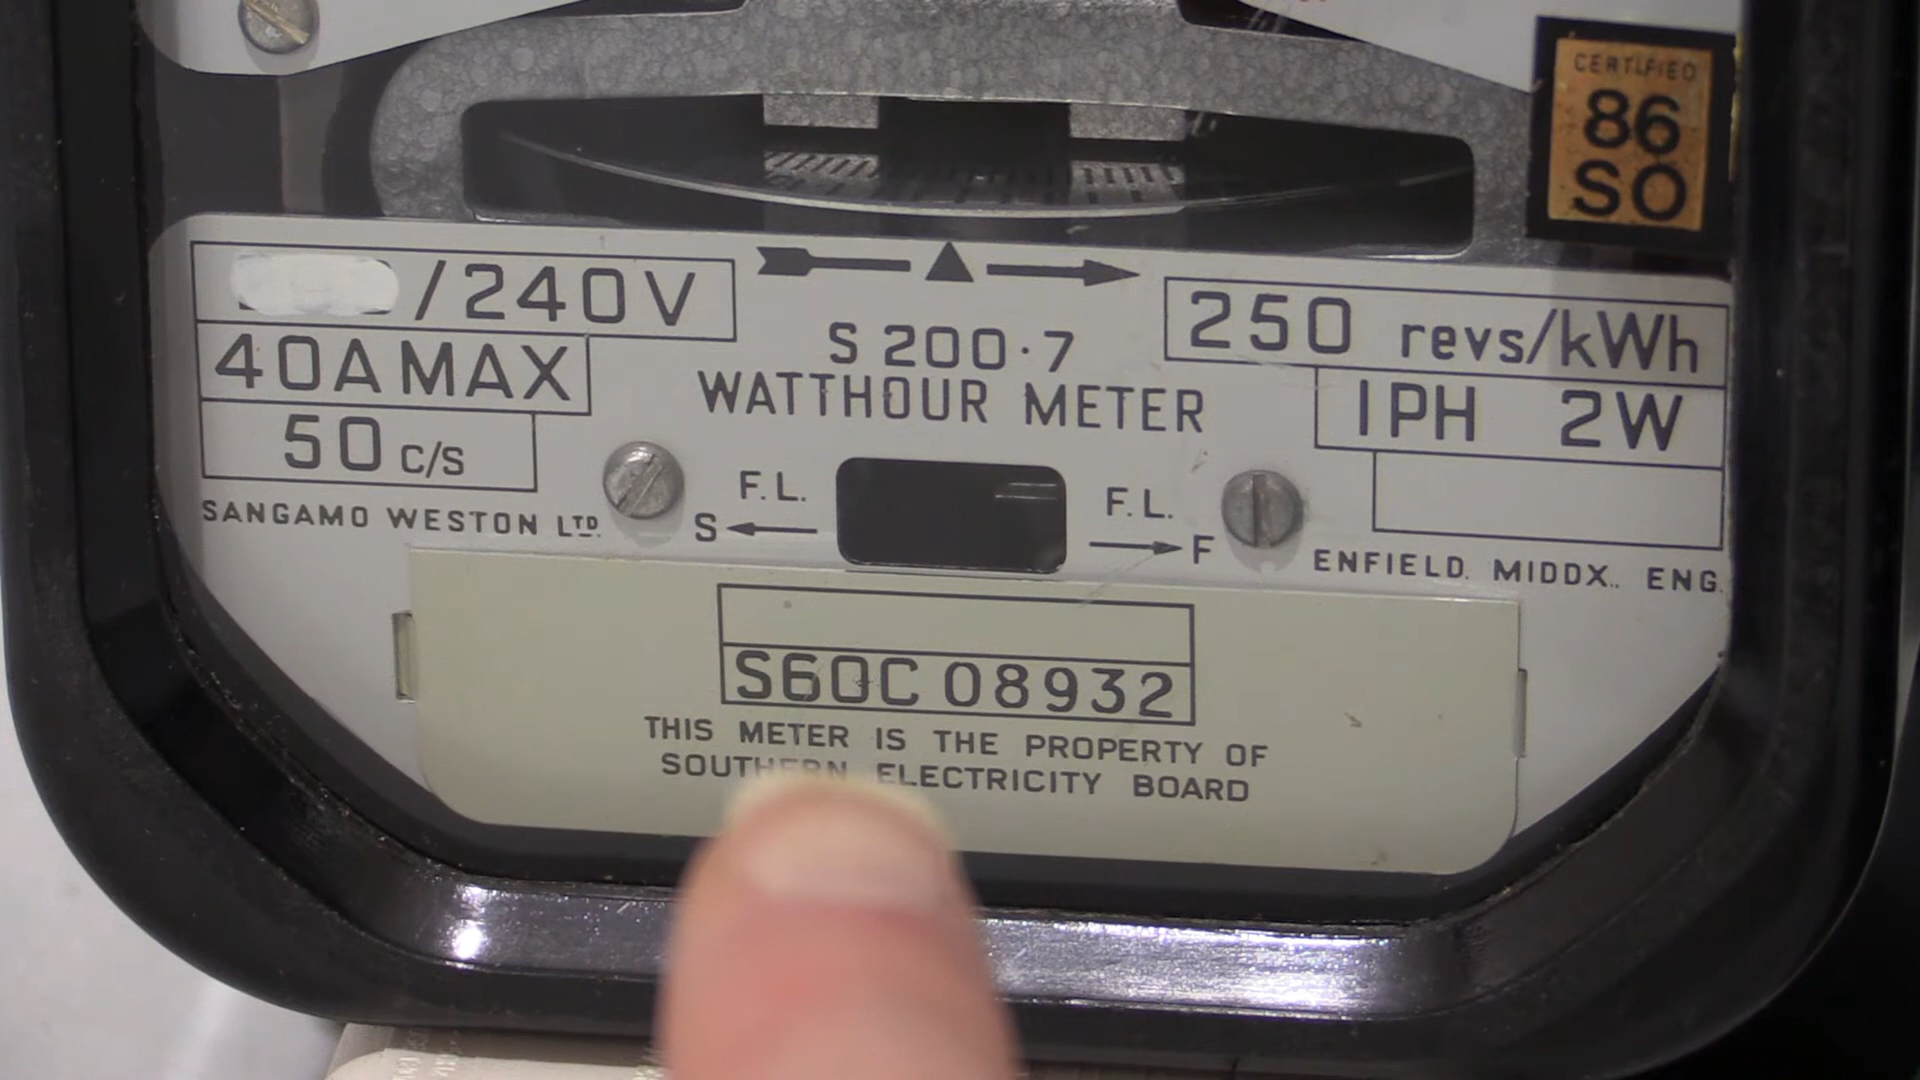 CERTIFIED
86
SO
/240V
40A MAX
50 C/S
S 200·7
WATTHOUR METER
250 revs/kWh
1PH 2W
F.L.
S
F.L.
F
SANGAMO WESTON LTD.
ENFIELD. MIDDX.. ENG.
S60C 08932
THIS METER IS THE PROPERTY OF
SOUTHERN ELECTRICITY BOARD